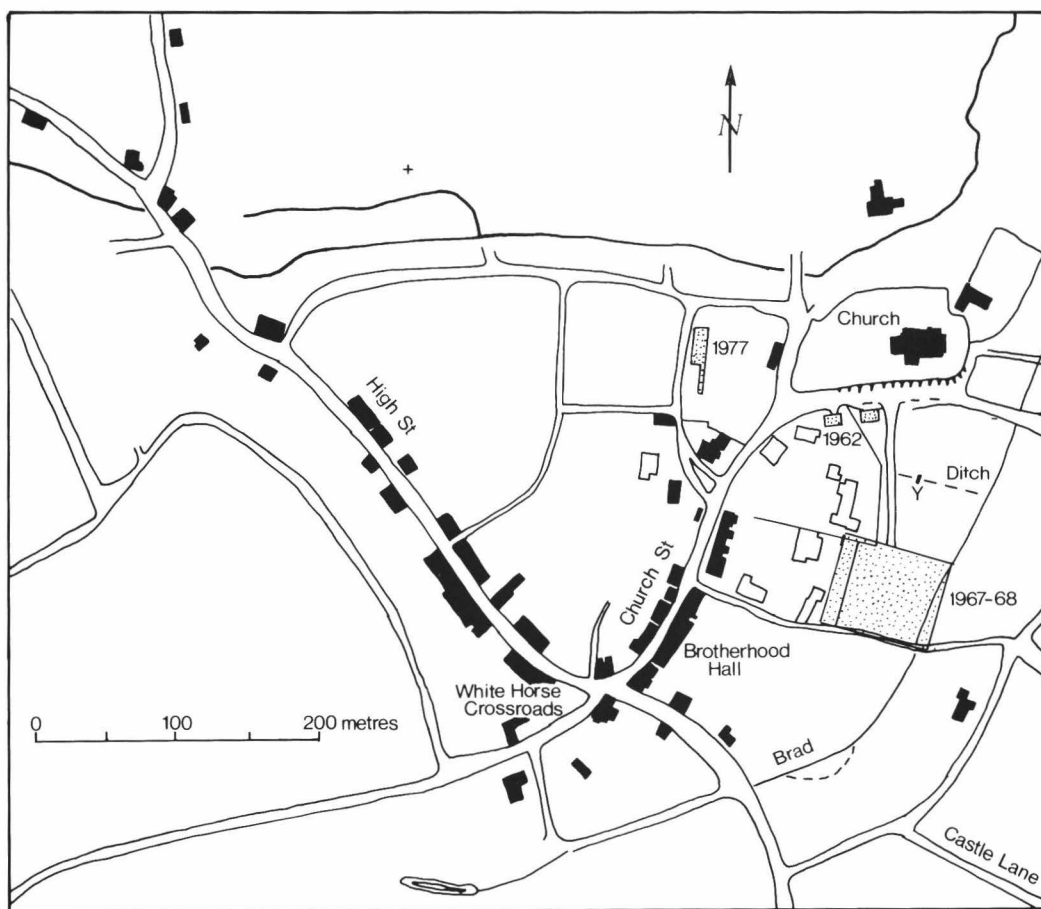 N
Church
1977
High St
1962
Ditch
Y
Church St
1967-68
Brotherhood
Hall
White Horse
Crossroads
0 100 200 metres
Brad
Castle Lane